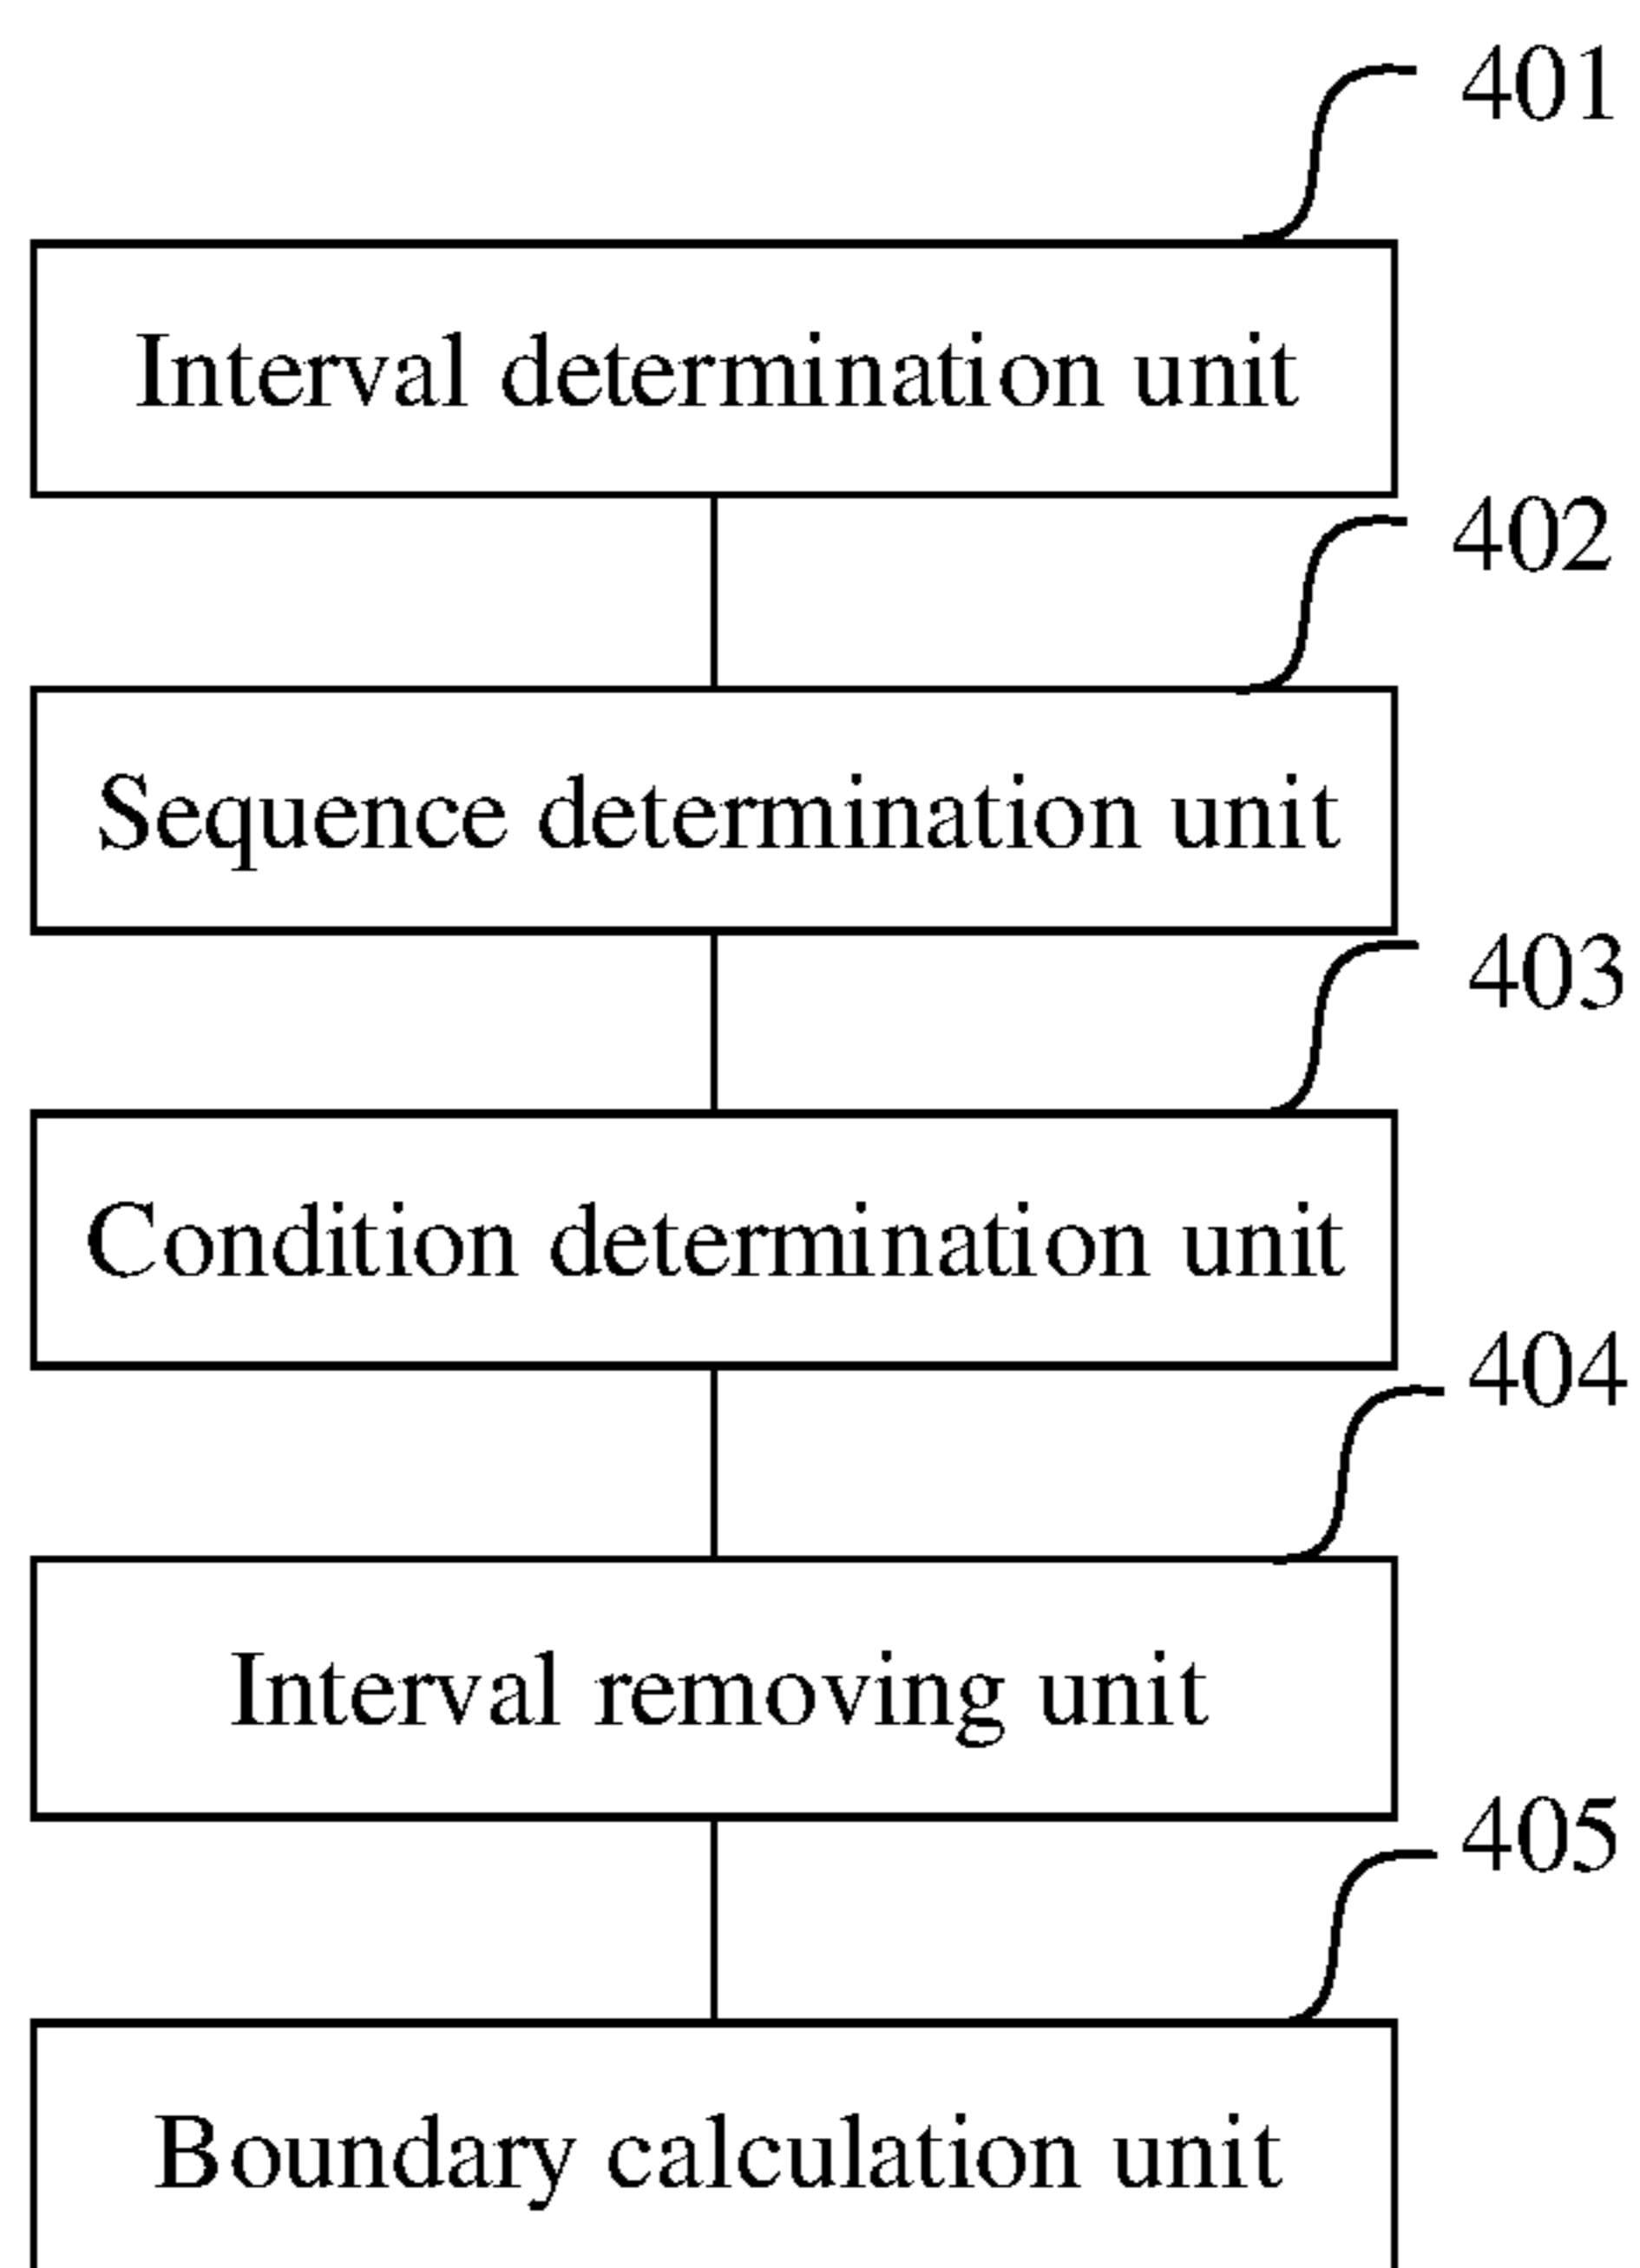 401
Interval determination unit
402
Sequence determination unit
403
Condition determination unit
404
Interval removing unit
405
Boundary calculation unit